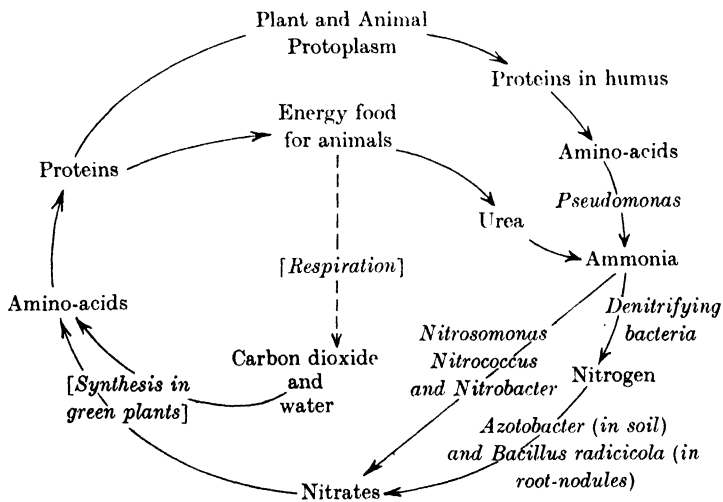 Plant and Animal
Protoplasm
Proteins in humus
Energy food
for animals
Amino-acids
Proteins
Pseudomonas
Urea
Ammonia
[Respiration]
Amino-acids
Denitrifying
bacteria
Nitrosomonas
Nitrococcus
and Nitrobacter
Carbon dioxide
and
water
Nitrogen
[Synthesis in
green plants]
Azotobacter (in soil)
and Bacillus radicicola (in
root-nodules)
Nitrates